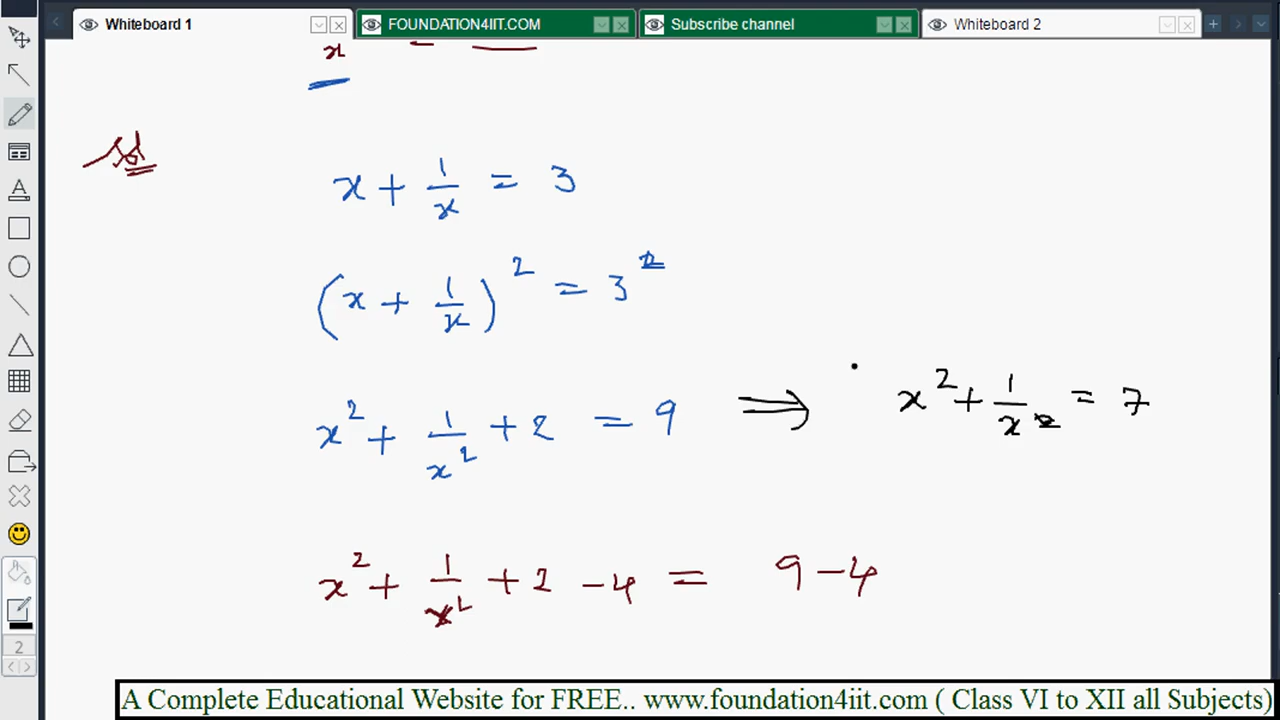 Whiteboard 1 FOUNDATION4IIT.COM Subscribe channel Whiteboard 2
x =
Sol
x + 1/x = 3
(x + 1/x)² = 3²
x² + 1/x² + 2 = 9 ⟹ x² + 1/x² = 7
x² + 1/x² + 2 - 4 = 9 - 4
2
A Complete Educational Website for FREE.. www.foundation4iit.com ( Class VI to XII all Subjects)